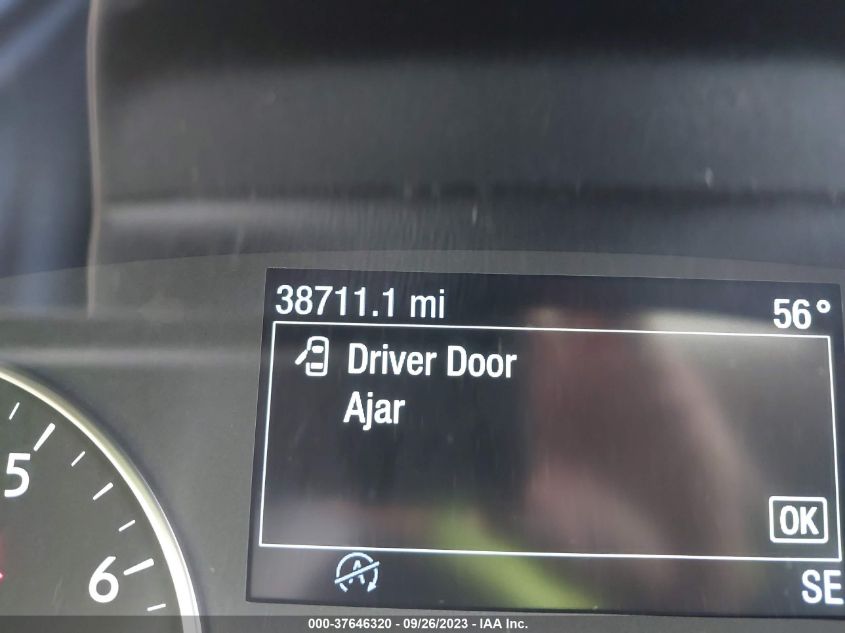 38711.1 mi 56°
Driver Door
Ajar
5
OK
6
A
SE
000-37646320 - 09/26/2023 - IAA Inc.